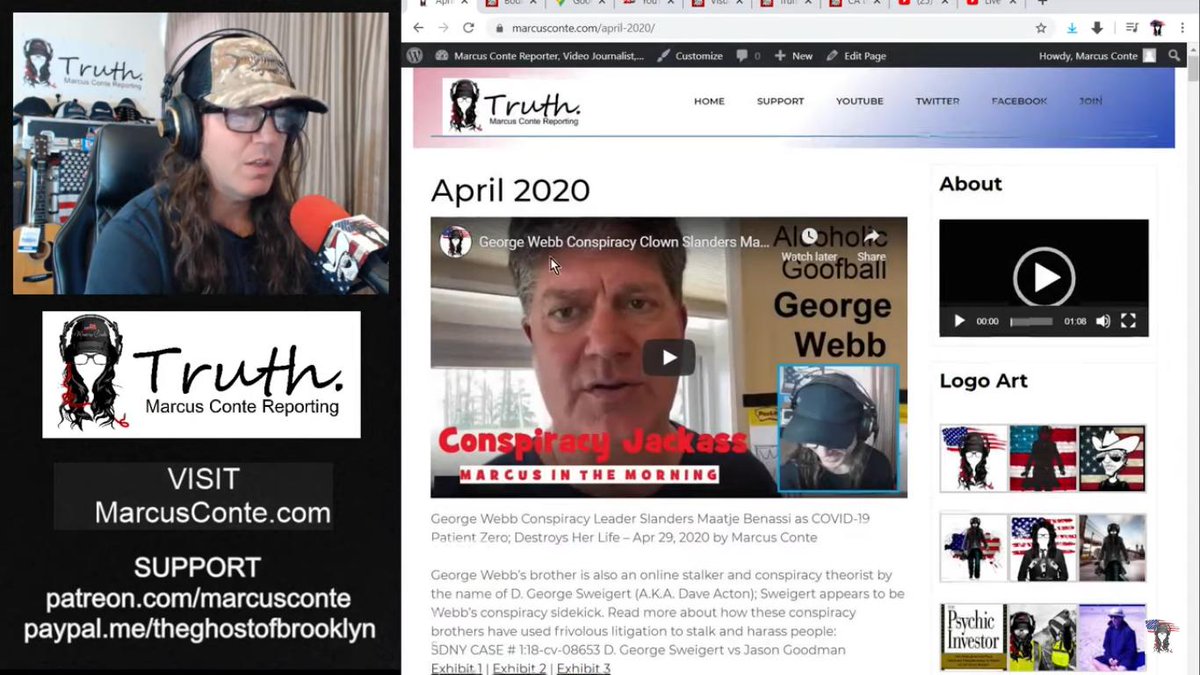 Truth.
Marcus Conte Reporting
Truth.
Marcus Conte Reporting
VISIT
MarcusConte.com
SUPPORT
patreon.com/marcusconte
paypal.me/theghostofbrooklyn
marcusconte.com/april-2020/
Marcus Conte Reporter, Video Journalist,... Customize 0 New Edit Page Howdy, Marcus Conte
Truth.
Marcus Conte Reporting
HOME SUPPORT YOUTUBE TWITTER FACEBOOK JOIN
April 2020
George Webb Conspiracy Clown Slanders Ma...
Watch later Share
Alcoholic
Goofball
George
Webb
Conspiracy Jackass
MARCUS IN THE MORNING
George Webb Conspiracy Leader Slanders Maatje Benassi as COVID-19
Patient Zero; Destroys Her Life – Apr 29, 2020 by Marcus Conte
George Webb's brother is also an online stalker and conspiracy theorist by
the name of D. George Sweigert (A.K.A. Dave Acton); Sweigert appears to be
Webb's conspiracy sidekick. Read more about how these conspiracy
brothers have used frivolous litigation to stalk and harass people:
SDNY CASE # 1:18-cv-08653 D. George Sweigert vs Jason Goodman
Exhibit 1 | Exhibit 2 | Exhibit 3
About
00:00 01:08
Logo Art
Psychic
Investor